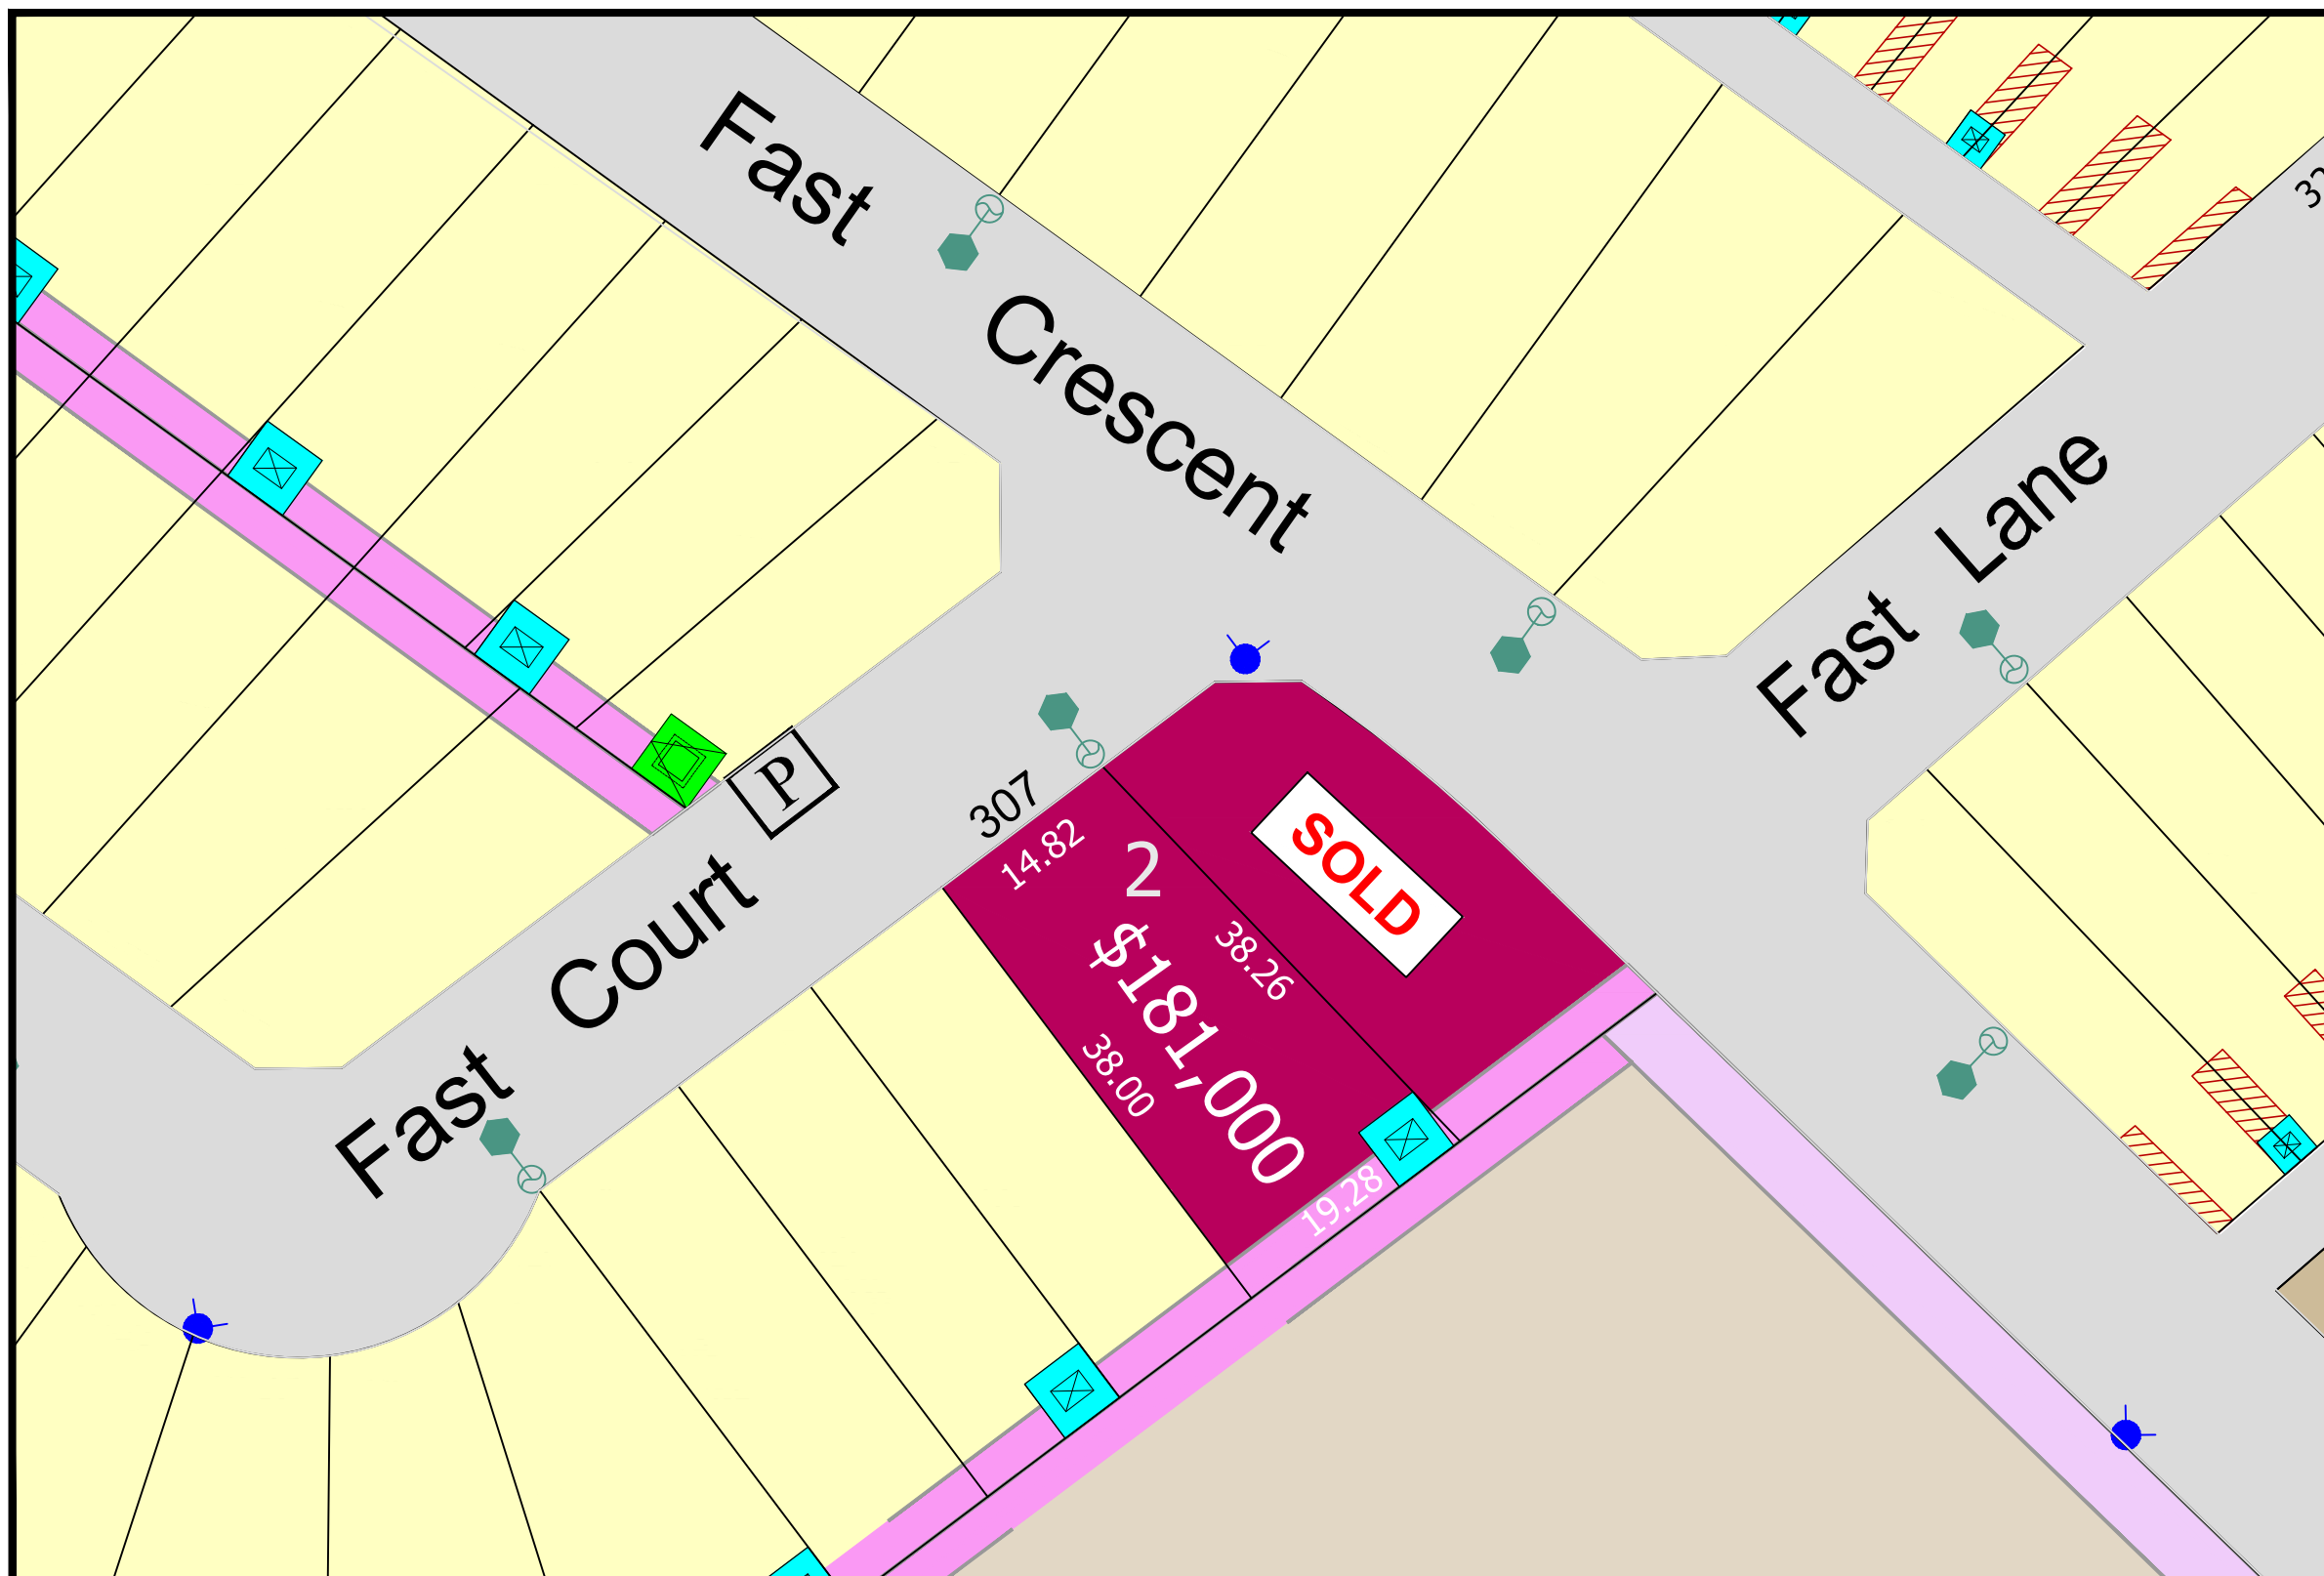 Fast Crescent
Fast Lane
Fast Court
P
307
14.82
2
$181,000
38.26
38.00
19.28
SOLD